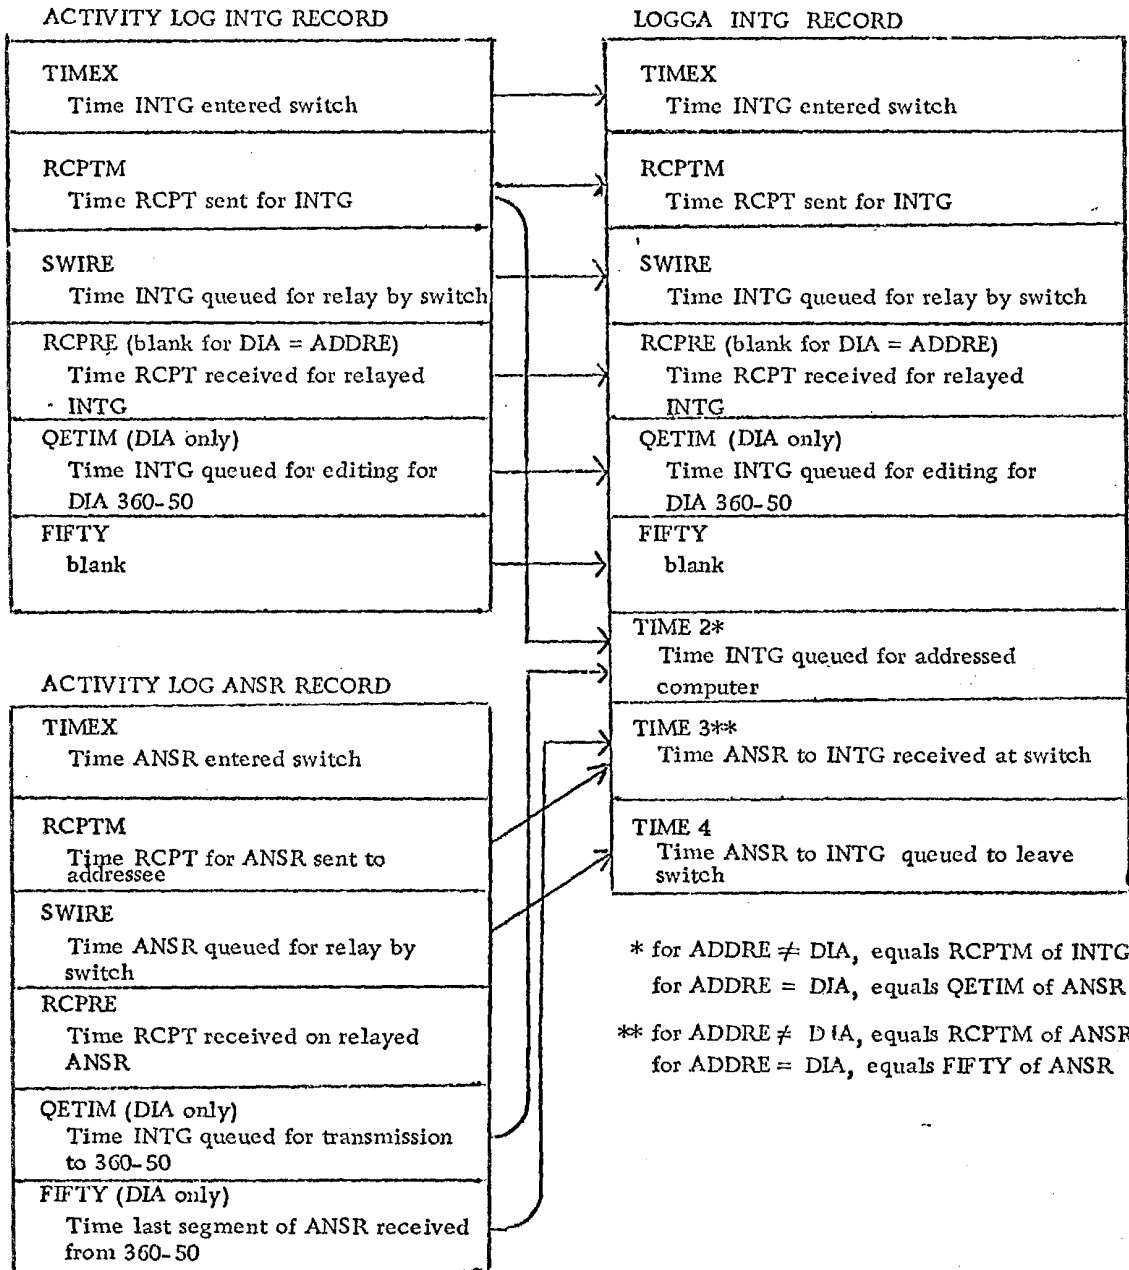 ACTIVITY LOG INTG RECORD
TIMEX
Time INTG entered switch
RCPTM
Time RCPT sent for INTG
SWIRE
Time INTG queued for relay by switch
RCPRE (blank for DIA = ADDRE)
Time RCPT received for relayed
INTG
QETIM (DIA only)
Time INTG queued for editing for
DIA 360-50
FIFTY
blank
ACTIVITY LOG ANSR RECORD
TIMEX
Time ANSR entered switch
RCPTM
Time RCPT for ANSR sent to
addressee
SWIRE
Time ANSR queued for relay by
switch
RCPRE
Time RCPT received on relayed
ANSR
QETIM (DIA only)
Time INTG queued for transmission
to 360-50
FIFTY (DIA only)
Time last segment of ANSR received
from 360-50
LOGGA INTG RECORD
TIMEX
Time INTG entered switch
RCPTM
Time RCPT sent for INTG
SWIRE
Time INTG queued for relay by switch
RCPRE (blank for DIA = ADDRE)
Time RCPT received for relayed
INTG
QETIM (DIA only)
Time INTG queued for editing for
DIA 360-50
FIFTY
blank
TIME 2*
Time INTG queued for addressed
computer
TIME 3**
Time ANSR to INTG received at switch
TIME 4
Time ANSR to INTG queued to leave
switch
* for ADDRE ≠ DIA, equals RCPTM of INTG
for ADDRE = DIA, equals QETIM of ANSR
** for ADDRE ≠ DIA, equals RCPTM of ANSR
for ADDRE = DIA, equals FIFTY of ANSR